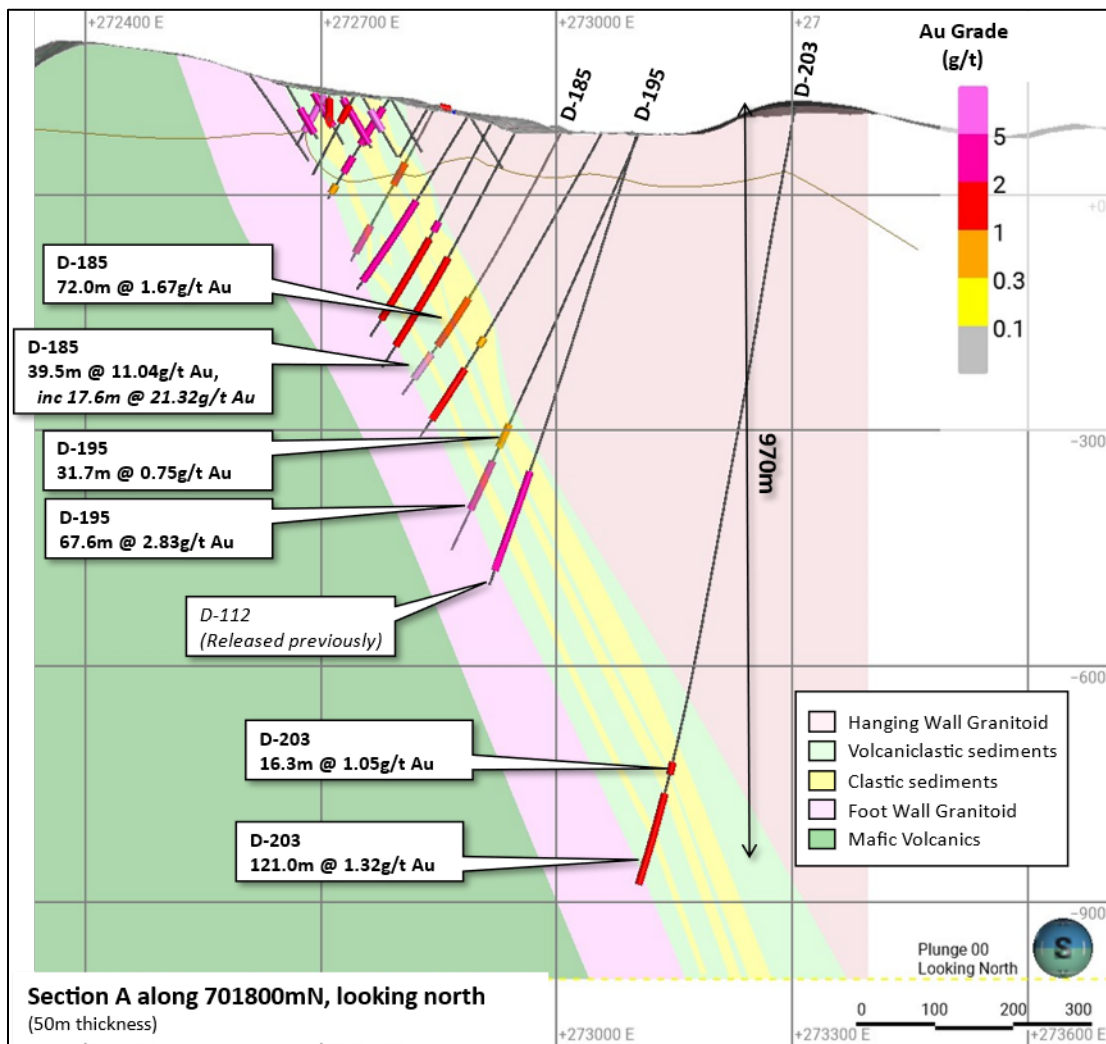 +272400 E
+272700 E
+273000 E
+27
D-185
D-195
D-203
Au Grade
(g/t)
5
2
1
0.3
0.1
+0
-300
-600
-900
970m
D-185
72.0m @ 1.67g/t Au
D-185
39.5m @ 11.04g/t Au,
inc 17.6m @ 21.32g/t Au
D-195
31.7m @ 0.75g/t Au
D-195
67.6m @ 2.83g/t Au
D-112
(Released previously)
D-203
16.3m @ 1.05g/t Au
D-203
121.0m @ 1.32g/t Au
Hanging Wall Granitoid
Volcaniclastic sediments
Clastic sediments
Foot Wall Granitoid
Mafic Volcanics
Plunge 00
Looking North
S
Section A along 701800mN, looking north
(50m thickness)
0 100 200 300
+273000 E
+273300 E
+273600 E